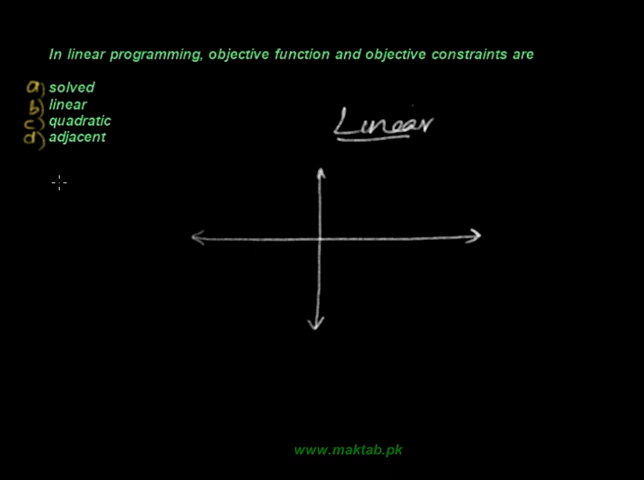 In linear programming, objective function and objective constraints are
a) solved
b) linear
c) quadratic
d) adjacent
Linear
www.maktab.pk